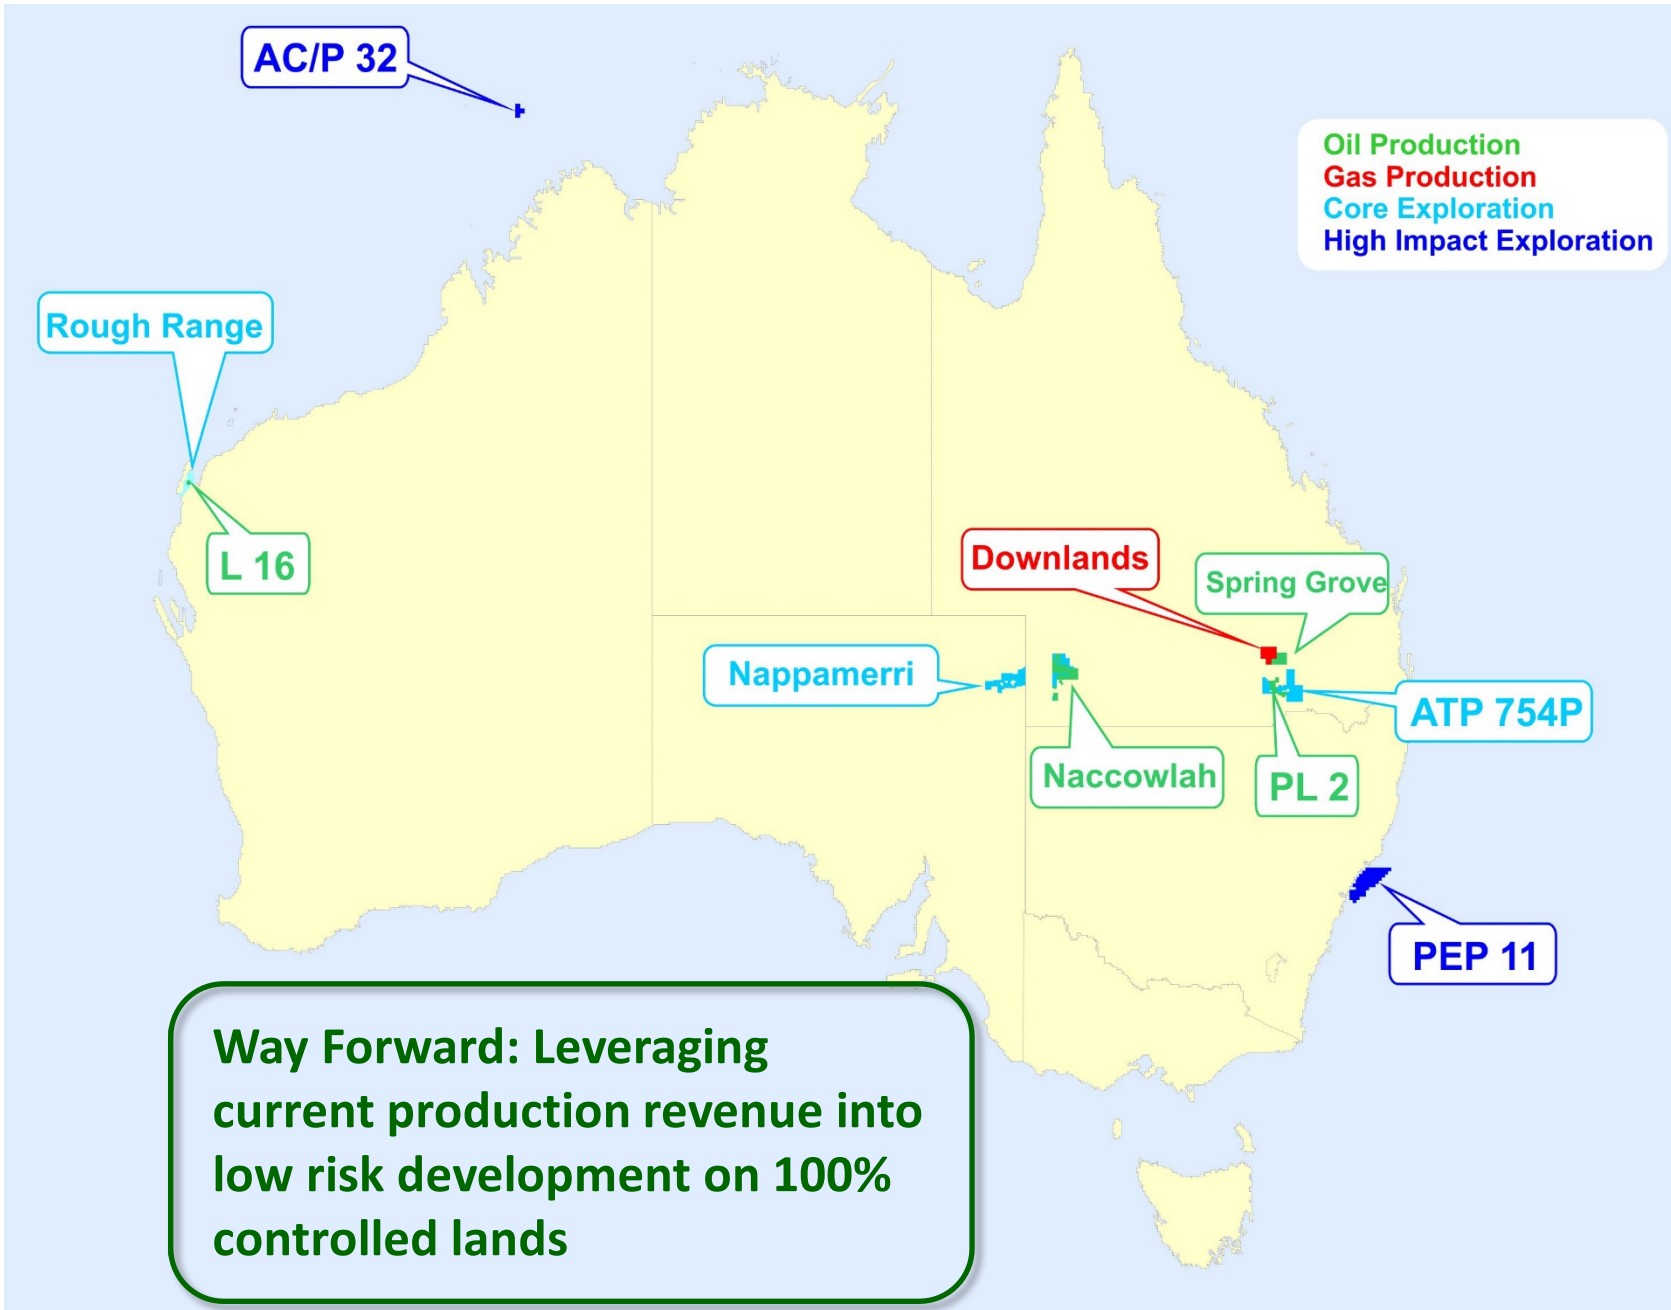 AC/P 32
Oil Production
Gas Production
Core Exploration
High Impact Exploration
Rough Range
L 16
Downlands
Spring Grove
Nappamerri
ATP 754P
Naccowlah
PL 2
PEP 11
Way Forward: Leveraging
current production revenue into
low risk development on 100%
controlled lands